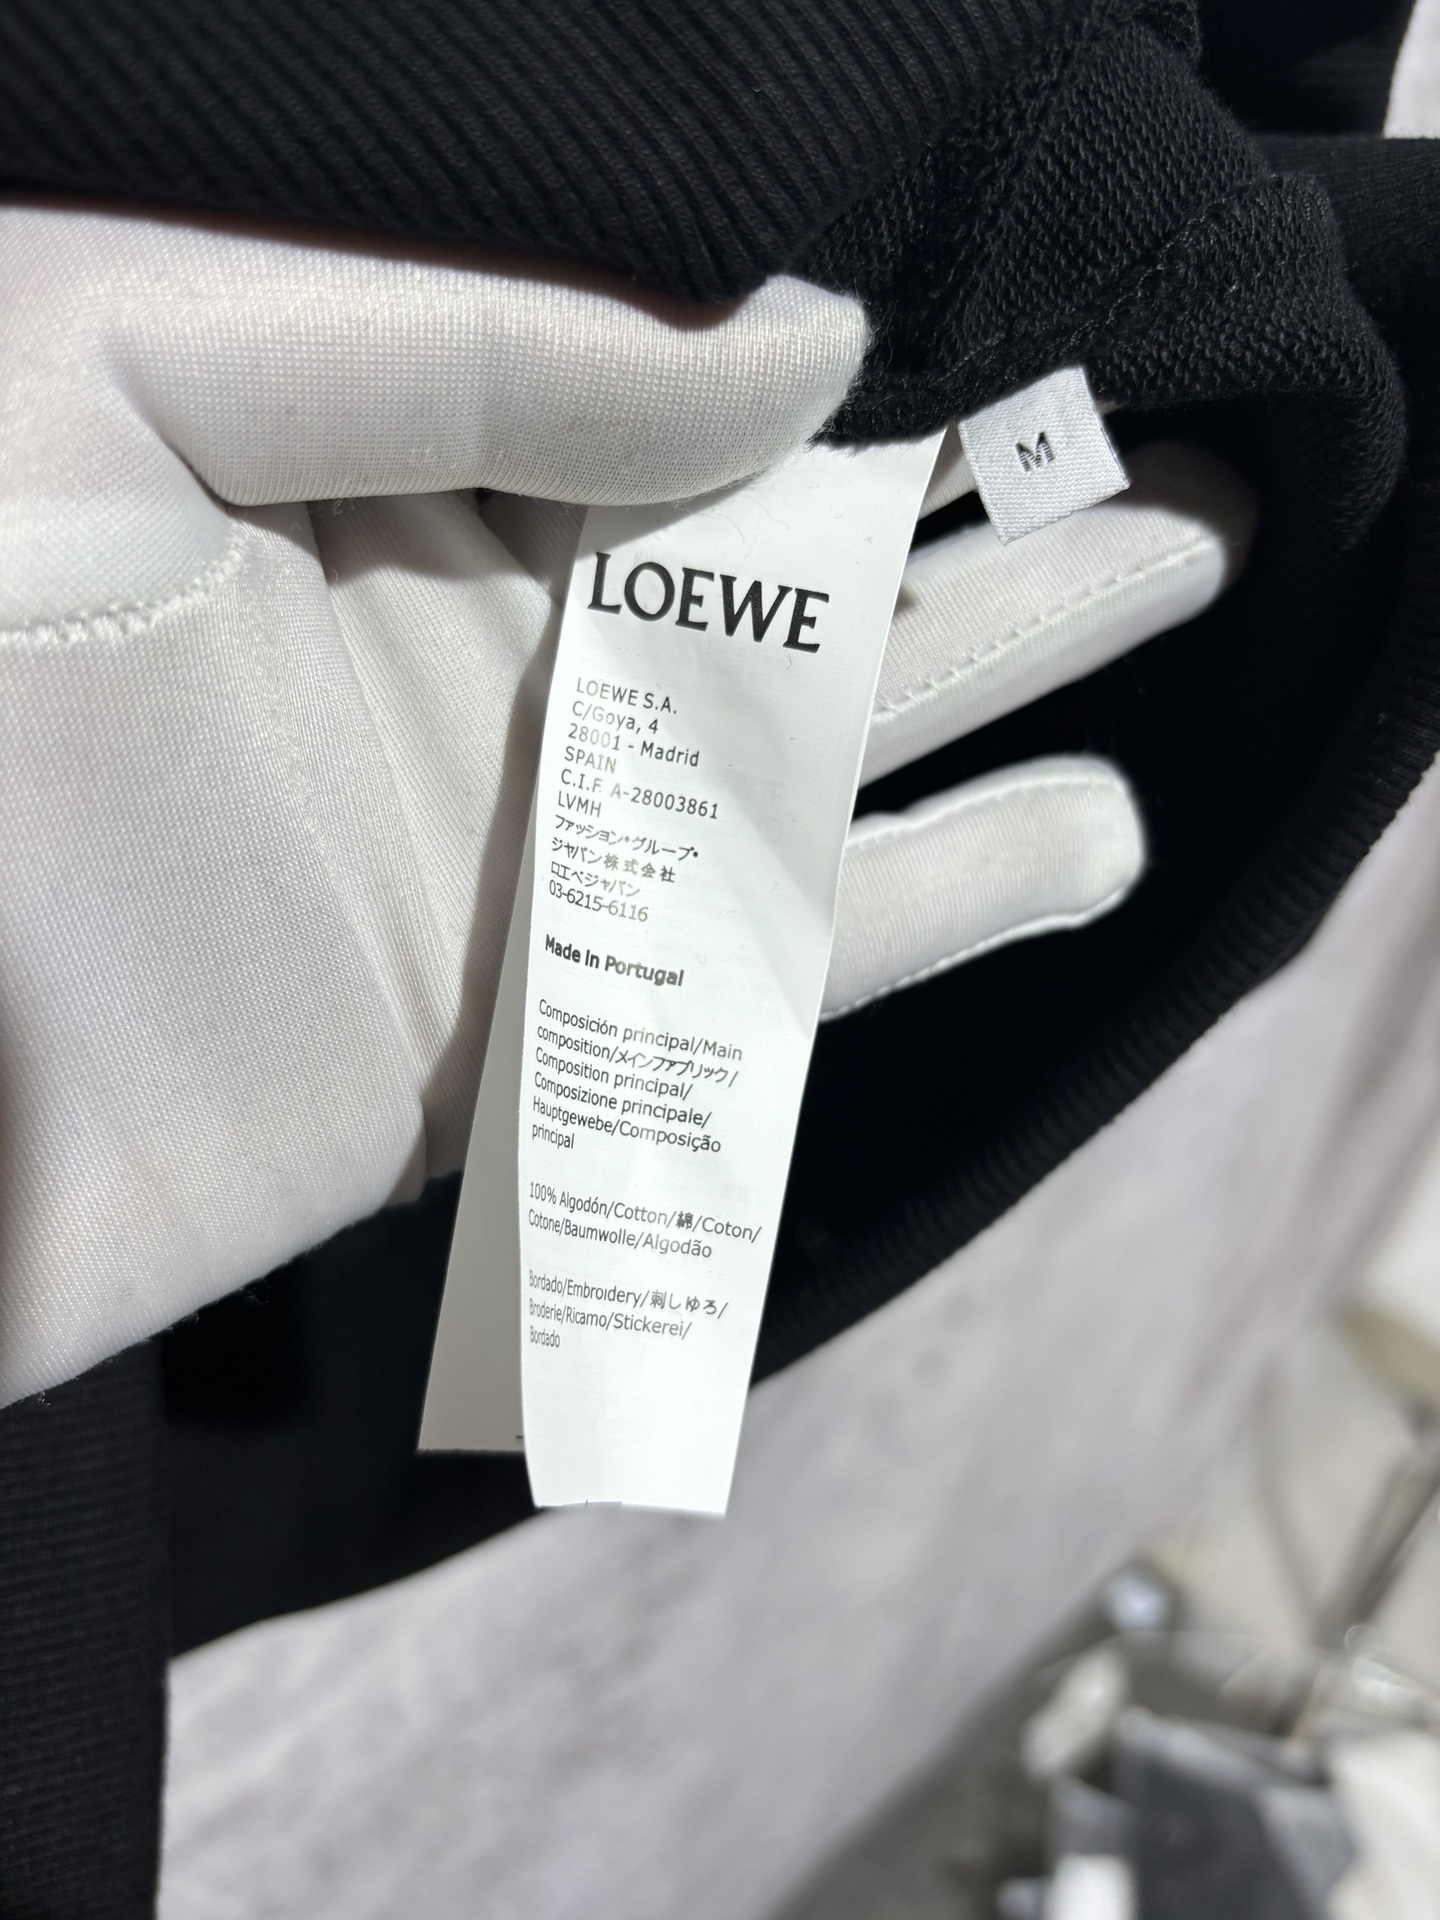 M
LOEWE
LOEWE S.A.
C/Goya, 4
28001 - Madrid
SPAIN
C.I.F. A-28003861
LVMH
ファッション・グループ・
ジャパン株式会社
ロエベジャパン
03-6215-6116
Made in Portugal
Composición principal/Main
composition/メインファブリック/
Composition principal/
Composizione principale/
Hauptgewebe/Composição
principal
100% Algodón/Cotton/綿/Coton/
Cotone/Baumwolle/Algodão
Bordado/Embroidery/刺しゅう/
Broderie/Ricamo/Stickerei/
Bordado